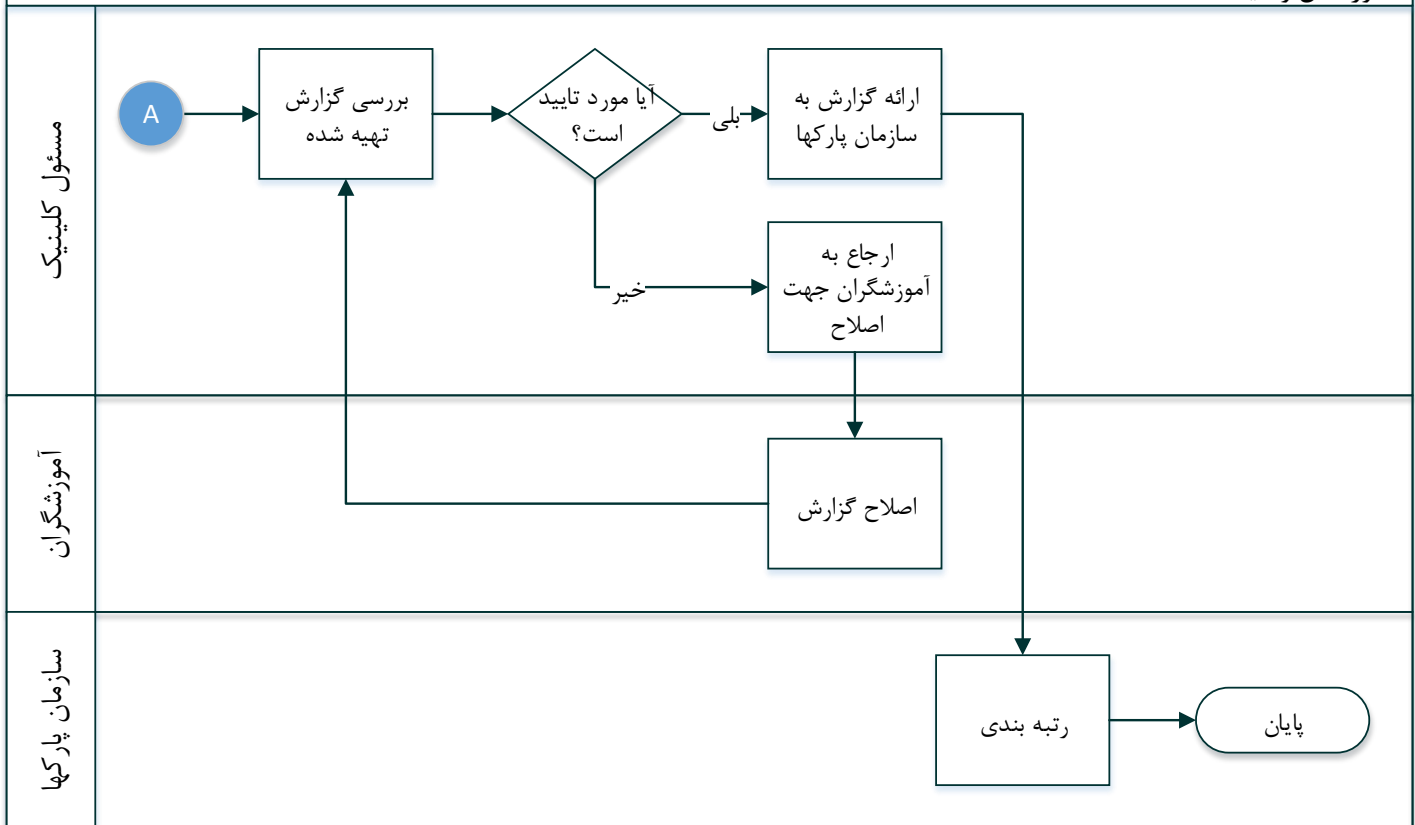 مسئول کلینیک
A
بررسی گزارش
تهیه شده
آیا مورد تایید
است؟
بلی
ارائه گزارش به
سازمان پارکها
خیر
ارجاع به
آموزشگران جهت
اصلاح
آموزشگران
اصلاح گزارش
سازمان پارکها
رتبه بندی
پایان